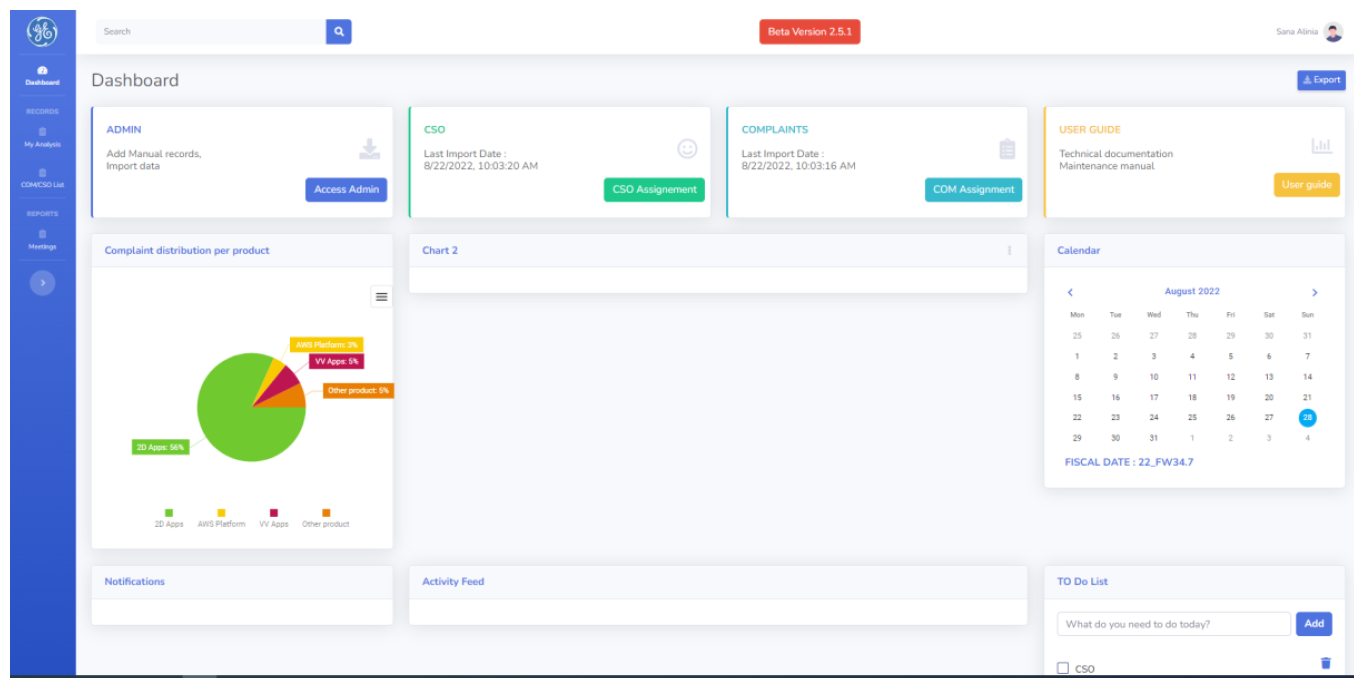 Search
Beta Version 2.5.1
Sana Alinia
Dashboard
RECORDS
My Analysis
COM/CSO List
REPORTS
Meetings
Dashboard
Export
ADMIN
Add Manual records,
Import data
Access Admin
CSO
Last Import Date :
8/22/2022, 10:03:20 AM
CSO Assignement
COMPLAINTS
Last Import Date :
8/22/2022, 10:03:16 AM
COM Assignment
USER GUIDE
Technical documentation
Maintenance manual
User guide
Complaint distribution per product
AWS Platform: 3%
VV Apps: 5%
Other product: 5%
2D Apps: 56%
2D Apps AWS Platform VV Apps Other product
Chart 2
Calendar
August 2022
Mon Tue Wed Thu Fri Sat Sun
25 26 27 28 29 30 31
1 2 3 4 5 6 7
8 9 10 11 12 13 14
15 16 17 18 19 20 21
22 23 24 25 26 27 28
29 30 31 1 2 3 4
FISCAL DATE : 22_FW34.7
Notifications
Activity Feed
TO Do List
What do you need to do today?
Add
CSO